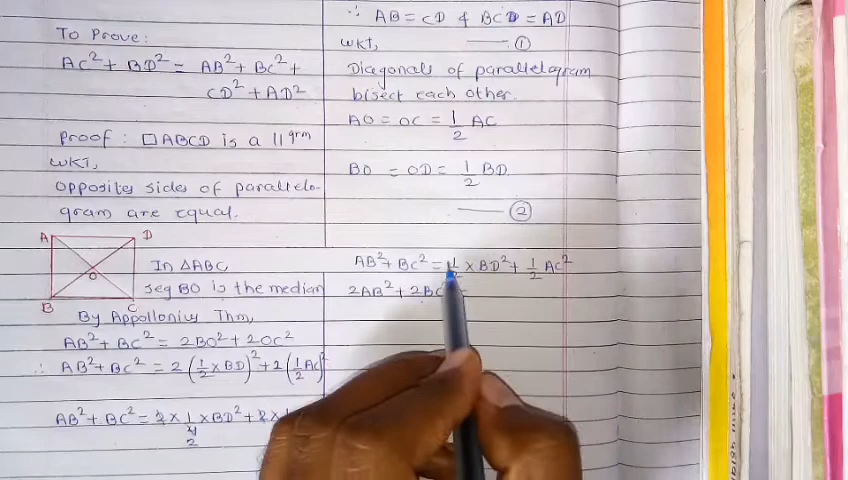 To Prove:
AC² + BD² = AB² + BC² +
CD² + AD²
Proof : □ABCD is a ||grm
WKT,
opposites sides of parallelo-
gram are equal.
A D
O
B C
In ΔABC
seg BO is the median
By Appollonius Thm,
AB² + BC² = 2BO² + 2OC²
∴ AB² + BC² = 2(1/2 × BD)² + 2(1/2 AC)²
AB² + BC² = 2 × 1/4 × BD² + 2 ×
2
∴ AB = CD & BCD = AD
WKT, —— ①
Diagonals of parallelogram
bisect each other.
AO = OC = 1/2 AC
BO = OD = 1/2 BD.
—— ②
AB² + BC² = 1/2 × BD² + 1/2 AC²
2AB² + 2BC² =